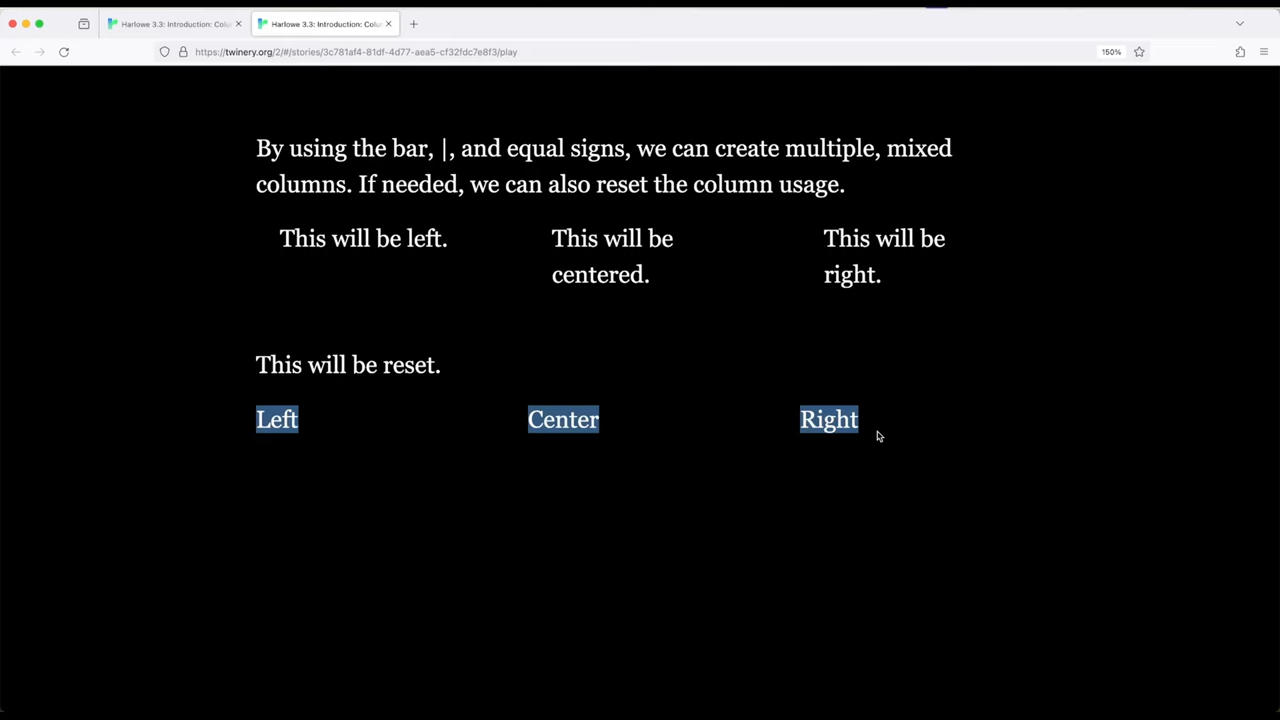 Harlowe 3.3: Introduction: Colu
Harlowe 3.3: Introduction: Colu
https://twinery.org/2/#/stories/3c781af4-81df-4d77-aea5-cf32fdc7e8f3/play
150%
By using the bar, |, and equal signs, we can create multiple, mixed
columns. If needed, we can also reset the column usage.
This will be left.
This will be
centered.
This will be
right.
This will be reset.
Left
Center
Right